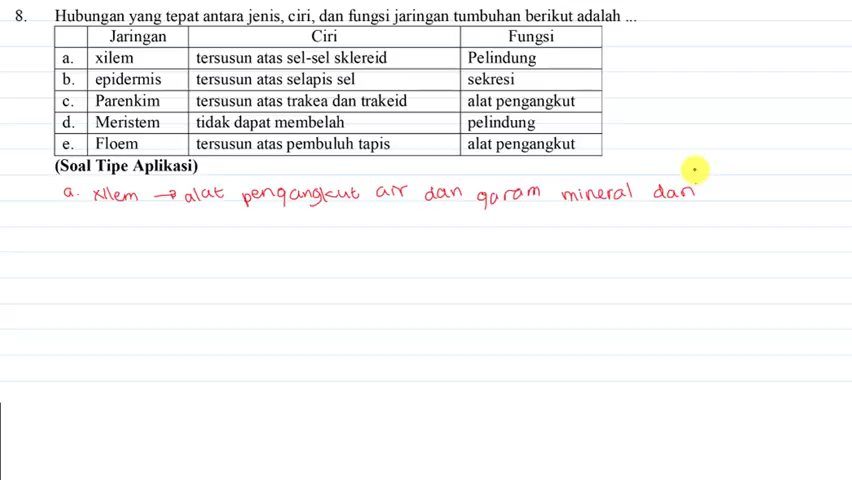 8. Hubungan yang tepat antara jenis, ciri, dan fungsi jaringan tumbuhan berikut adalah ...
Jaringan Ciri Fungsi
a. xilem tersusun atas sel-sel sklereid Pelindung
b. epidermis tersusun atas selapis sel sekresi
c. Parenkim tersusun atas trakea dan trakeid alat pengangkut
d. Meristem tidak dapat membelah pelindung
e. Floem tersusun atas pembuluh tapis alat pengangkut
(Soal Tipe Aplikasi)
a. xilem → alat pengangkut air dan garam mineral dari